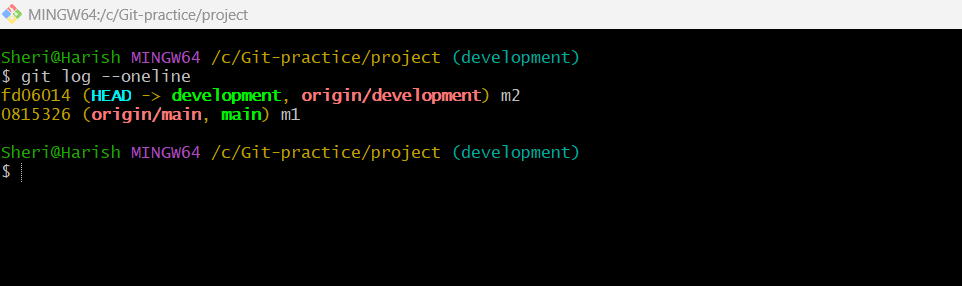 MINGW64:/c/Git-practice/project
Sheri@Harish MINGW64 /c/Git-practice/project (development)
$ git log --oneline
fd06014 (HEAD -> development, origin/development) m2
0815326 (origin/main, main) m1
Sheri@Harish MINGW64 /c/Git-practice/project (development)
$